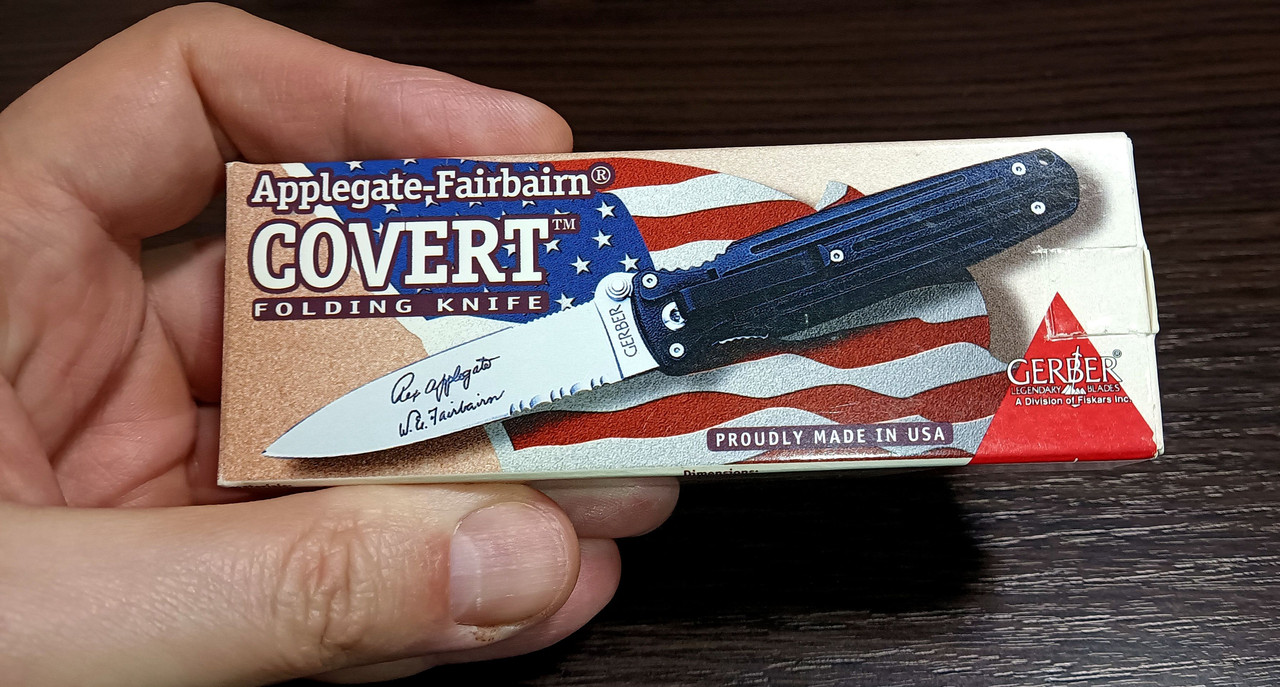 Applegate-Fairbairn®
COVERT™
FOLDING KNIFE
GERBER
Rex Applegate
W.E. Fairbairn
PROUDLY MADE IN USA
GERBER®
LEGENDARY BLADES
A Division of Fiskars Inc.
Dimensions: